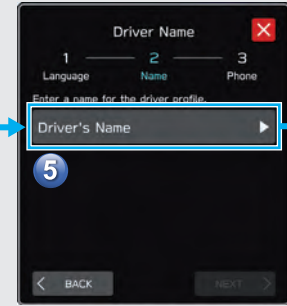 Driver Name
1 2 3
Language Name Phone
Enter a name for the driver profile.
Driver's Name
5
BACK NEXT